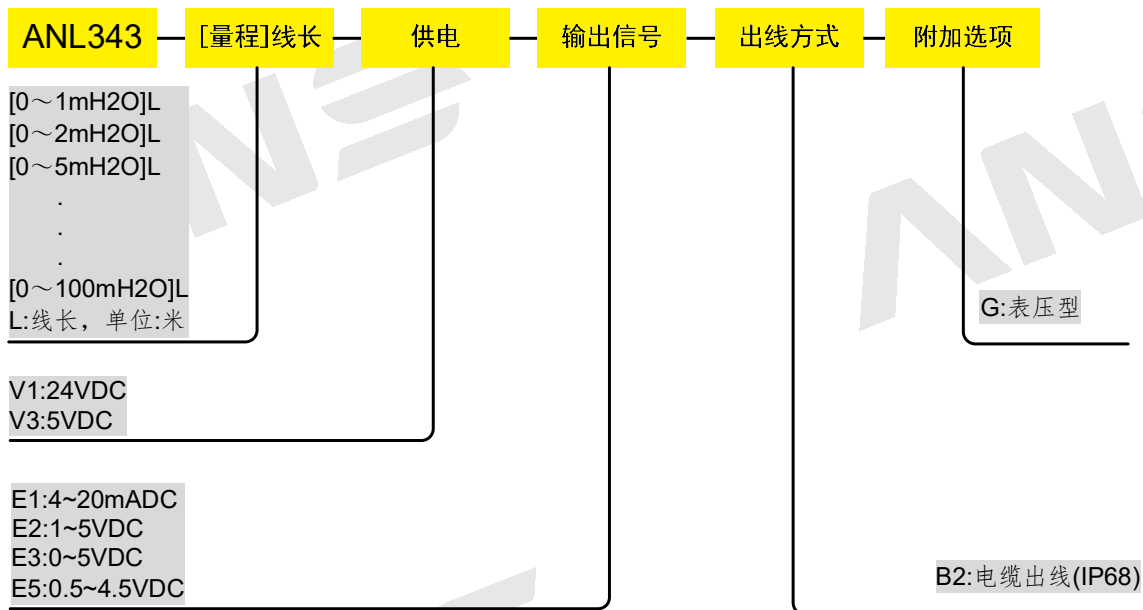 ANL343 [量程]线长 供电 输出信号 出线方式 附加选项
[0～1mH2O]L
[0～2mH2O]L
[0～5mH2O]L
.
.
.
[0～100mH2O]L
L:线长，单位:米
G:表压型
V1:24VDC
V3:5VDC
E1:4~20mADC
E2:1~5VDC
E3:0~5VDC
E5:0.5~4.5VDC
B2:电缆出线(IP68)